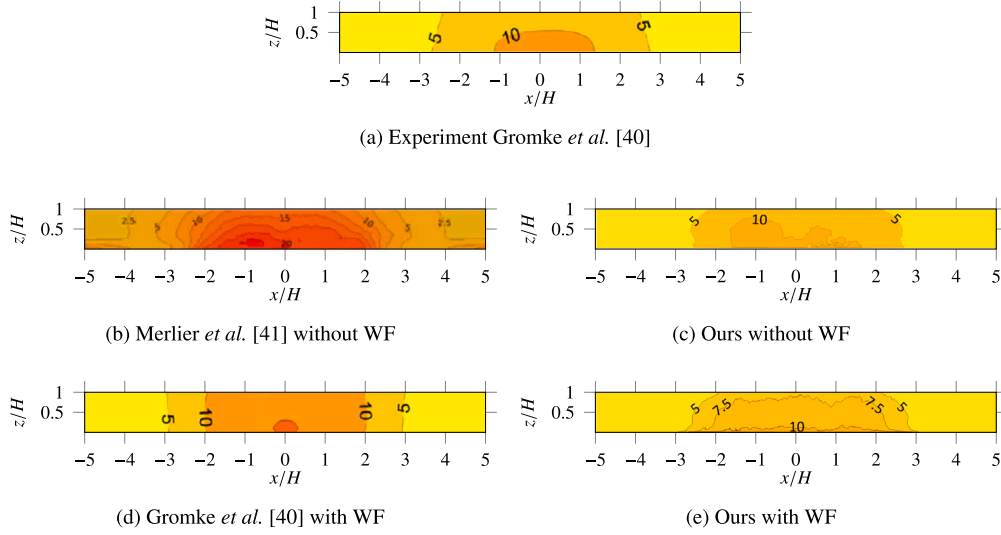 1
0.5
z/H
5
10
5
−5 −4 −3 −2 −1 0 1 2 3 4 5
x/H
(a) Experiment Gromke et al. [40]
1
0.5
z/H
2.5 5 10 15 10 5 2.5
20
−5 −4 −3 −2 −1 0 1 2 3 4 5
x/H
(b) Merlier et al. [41] without WF
1
0.5
z/H
5 10 5
−5 −4 −3 −2 −1 0 1 2 3 4 5
x/H
(c) Ours without WF
1
0.5
z/H
5 10 10 5
−5 −4 −3 −2 −1 0 1 2 3 4 5
x/H
(d) Gromke et al. [40] with WF
1
0.5
z/H
5 7.5 7.5 5
10
−5 −4 −3 −2 −1 0 1 2 3 4 5
x/H
(e) Ours with WF